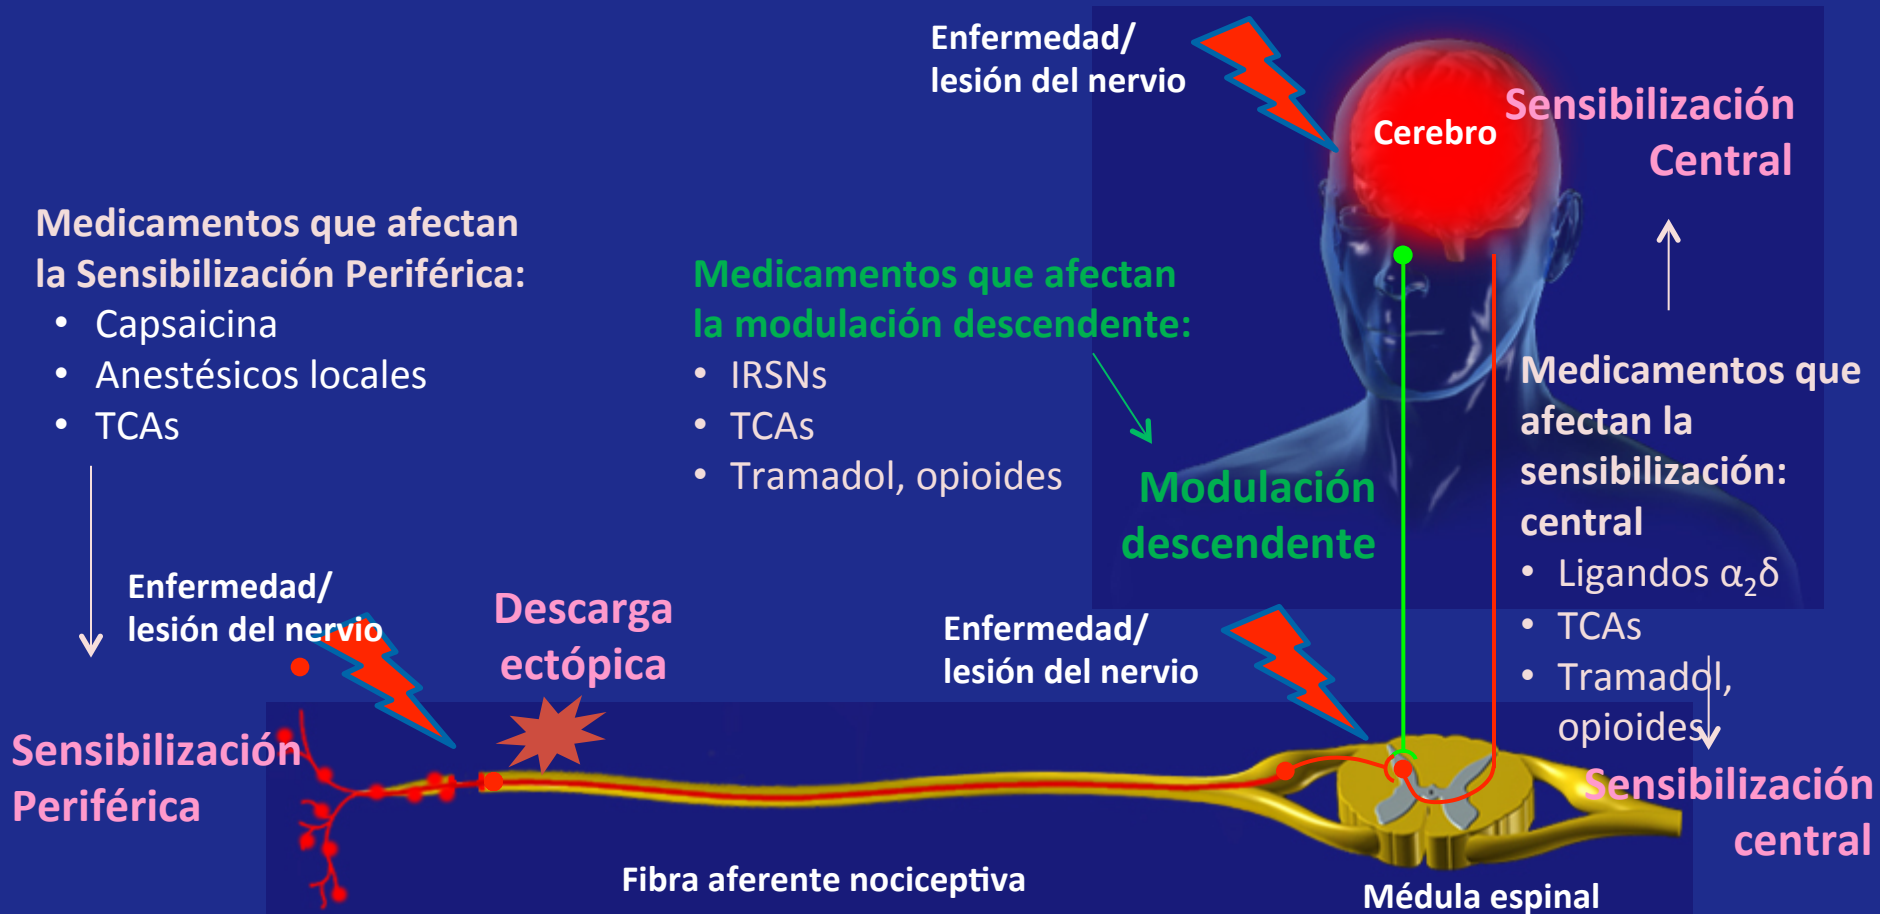 Enfermedad/
lesión del nervio
Cerebro
Sensibilización
Central
Medicamentos que afectan
la Sensibilización Periférica:
• Capsaicina
• Anestésicos locales
• TCAs
Medicamentos que afectan
la modulación descendente:
• IRSNs
• TCAs
• Tramadol, opioides
Modulación
descendente
Medicamentos que
afectan la
sensibilización:
central
• Ligandos α₂δ
• TCAs
• Tramadol,
opioides
Enfermedad/
lesión del nervio
Descarga
ectópica
Enfermedad/
lesión del nervio
Sensibilización
Periférica
Sensibilización
central
Fibra aferente nociceptiva
Médula espinal